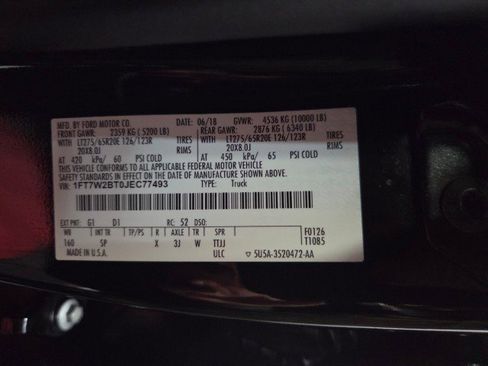 MFD. BY FORD MOTOR CO. DATE: 06/18 GVWR: 4536 KG (10000 LB)
FRONT GAWR: 2359 KG (5200 LB) REAR GAWR: 2876 KG (6340 LB)
WITH LT275/65R20E 126/123R TIRES WITH LT275/65R20E 126/123R TIRES
20X8.0J RIMS 20X8.0J RIMS
AT 420 kPa/ 60 PSI COLD AT 450 kPa/ 65 PSI COLD
THIS VEHICLE CONFORMS TO ALL APPLICABLE FEDERAL MOTOR VEHICLE
SAFETY STANDARDS IN EFFECT ON THE DATE OF MANUFACTURE SHOWN ABOVE.
VIN: 1FT7W2BT0JEC77493 TYPE: Truck
EXT PNT: G1 D1 RC: 52 DSO:
WB BRK INT TR TP/PS R AXLE TR SPR F0126
160 SP X 3J W TTJJ T1085
MADE IN U.S.A. ULC 5U5A-3520472-AA